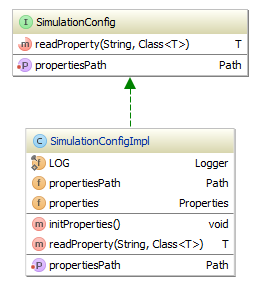 I SimulationConfig
m readProperty(String, Class<T>) T
p propertiesPath Path
C SimulationConfigImpl
f LOG Logger
f propertiesPath Path
f properties Properties
m initProperties() void
m readProperty(String, Class<T>) T
p propertiesPath Path